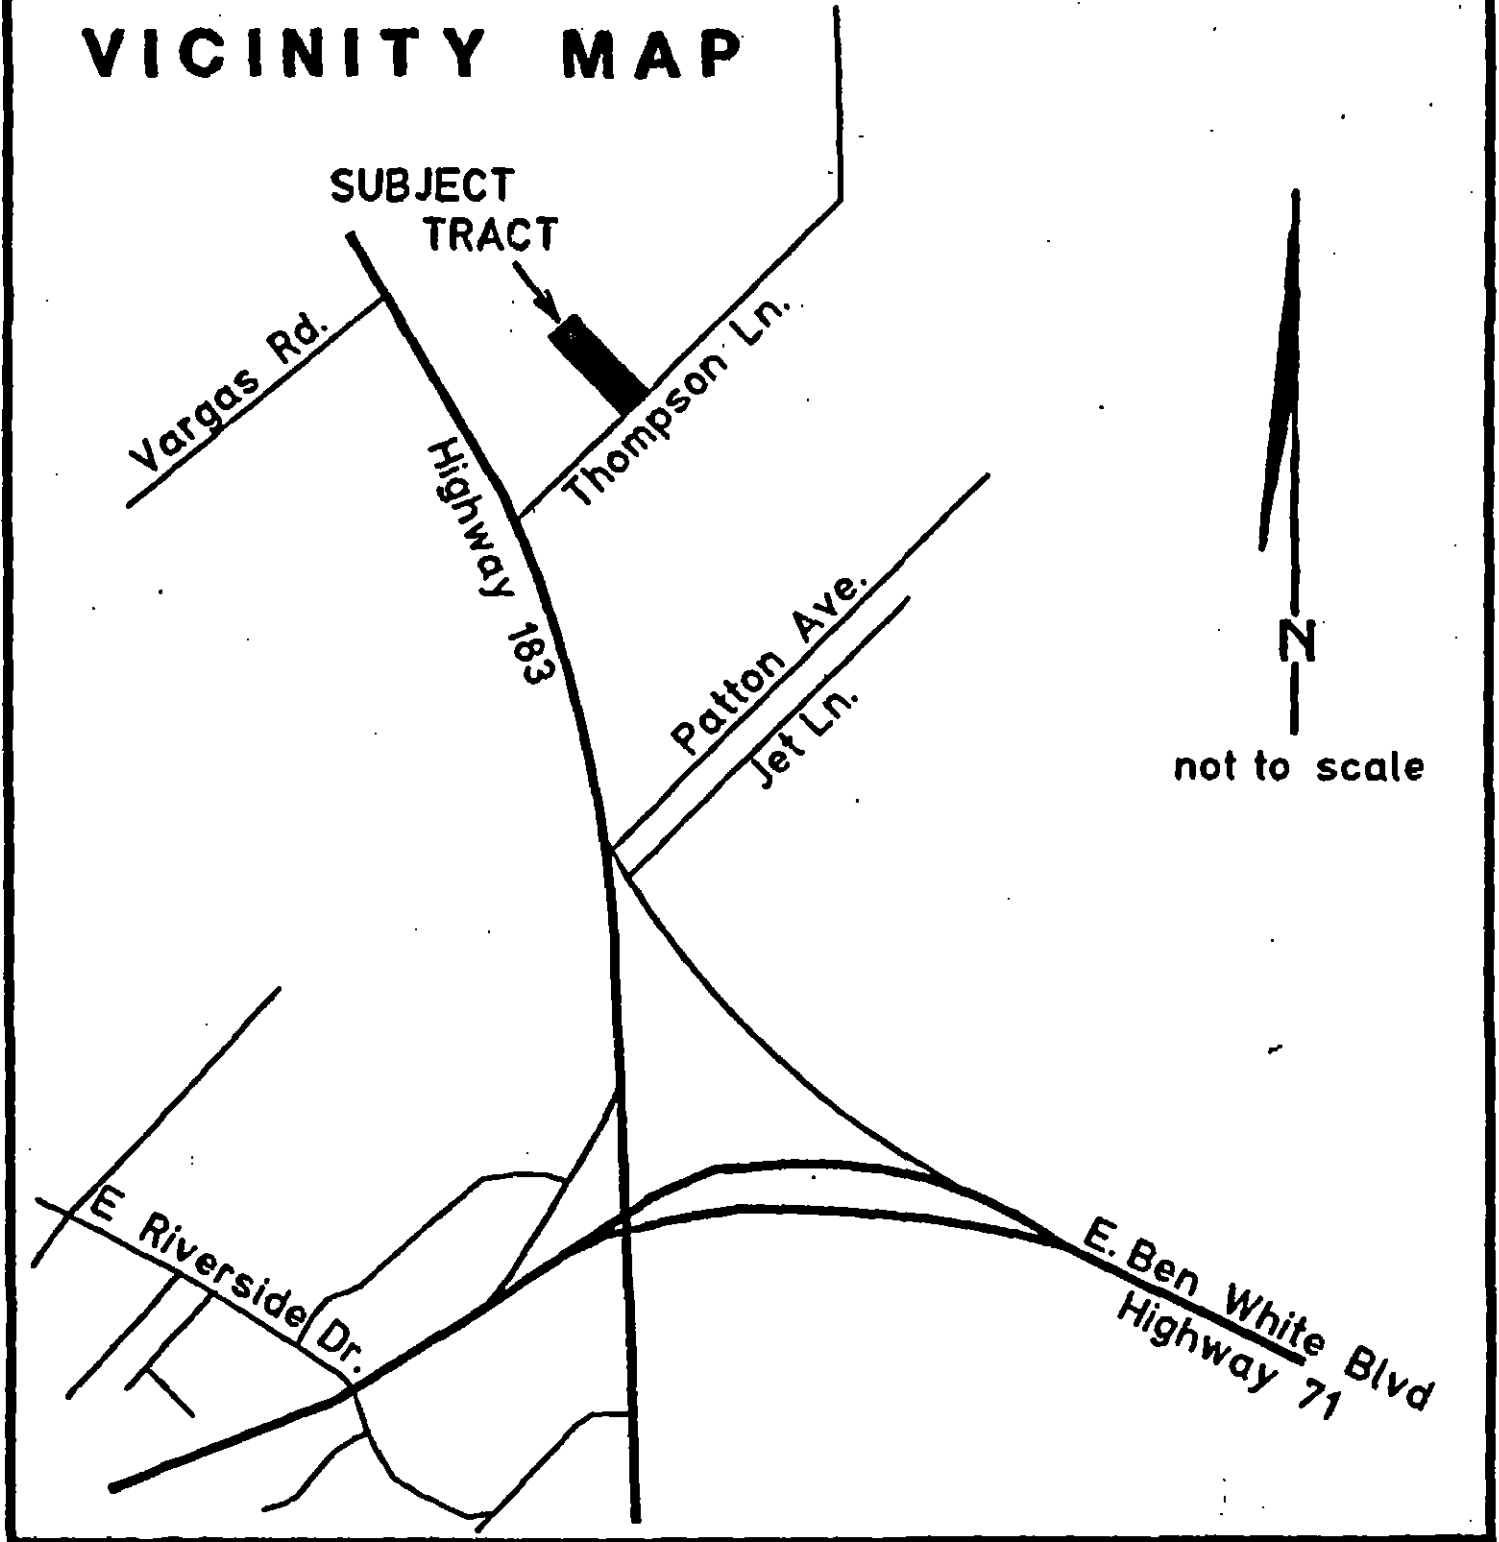 VICINITY MAP
SUBJECT
TRACT
Vargas Rd.
Thompson Ln.
Highway 183
Patton Ave.
Jet Ln.
N
not to scale
E Riverside Dr.
E. Ben White Blvd
Highway 71